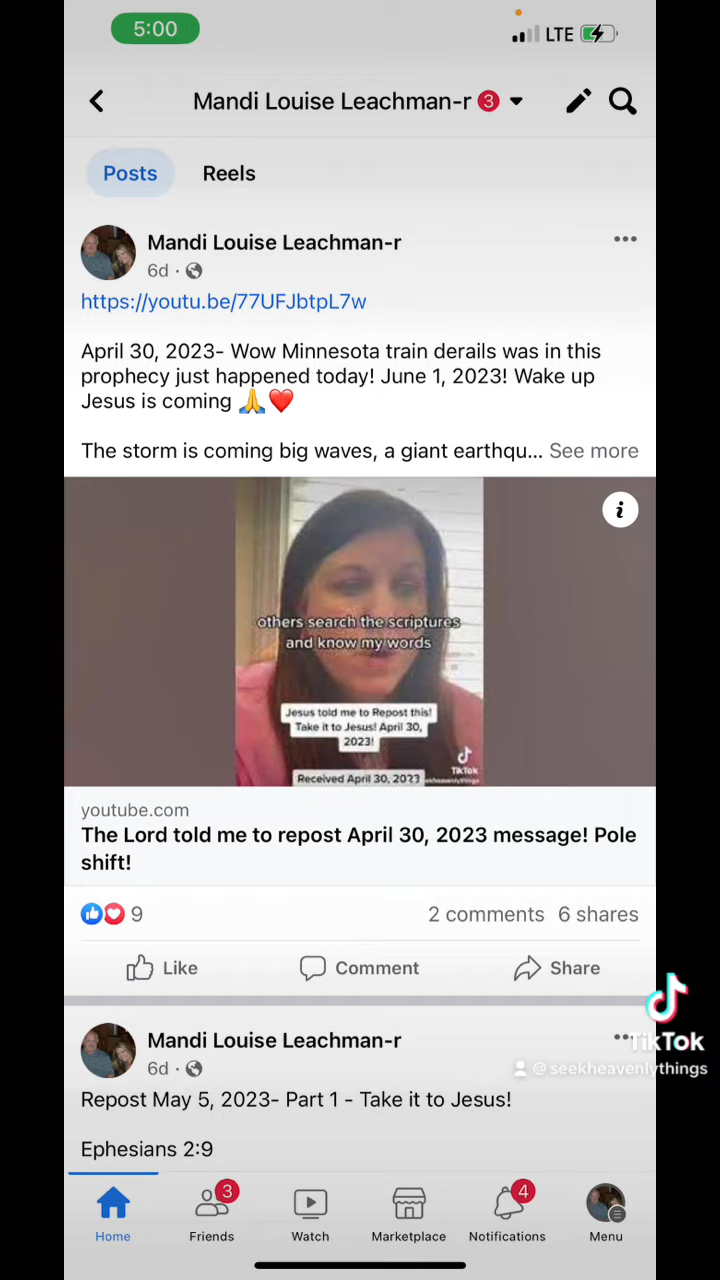 5:00
LTE
Mandi Louise Leachman-r 3
Posts
Reels
Mandi Louise Leachman-r
6d ·
https://youtu.be/77UFJbtpL7w
April 30, 2023- Wow Minnesota train derails was in this
prophecy just happened today! June 1, 2023! Wake up
Jesus is coming 🙏❤️
The storm is coming big waves, a giant earthqu... See more
others search the scriptures
and know my words
Jesus told me to Repost this!
Take it to Jesus! April 30,
2023!
TikTok
Received April 30, 2023
youtube.com
The Lord told me to repost April 30, 2023 message! Pole
shift!
9
2 comments 6 shares
Like
Comment
Share
Mandi Louise Leachman-r
TikTok
6d ·
@seekheavenlythings
Repost May 5, 2023- Part 1 - Take it to Jesus!
Ephesians 2:9
3
4
Home
Friends
Watch
Marketplace
Notifications
Menu